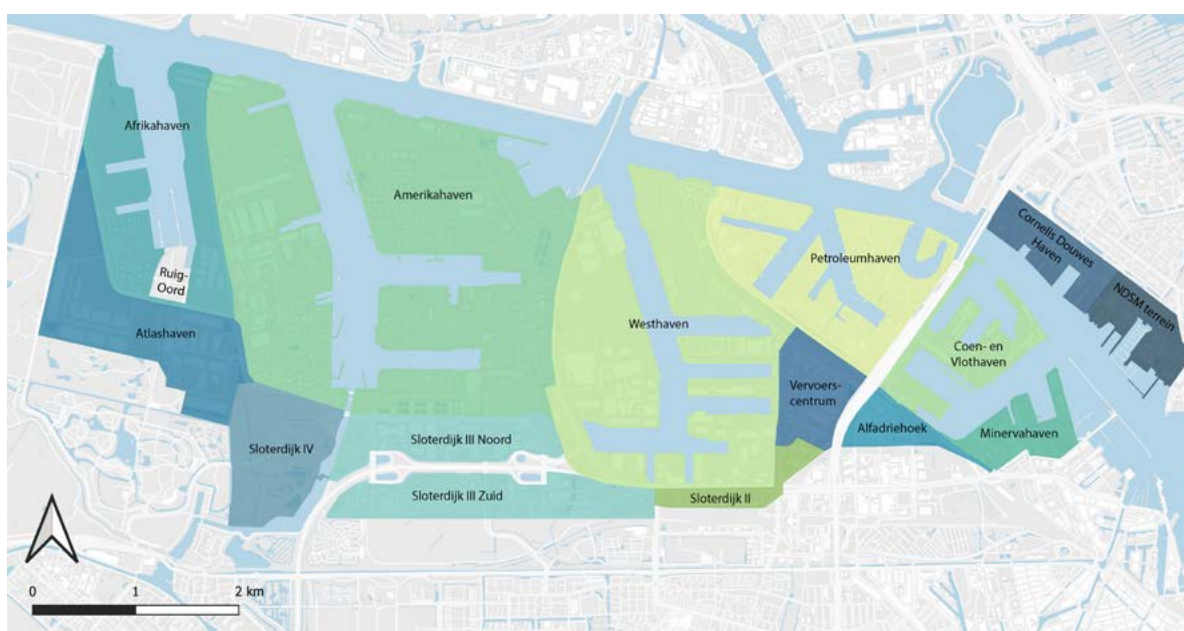 Afrikahaven
Amerikahaven
Cornelis Douwes
Haven
NDSM terrein
Petroleumhaven
Ruig-
Oord
Westhaven
Atlashaven
Coen- en
Vlothaven
Vervoers-
centrum
Alfadriehoek
Minervahaven
Sloterdijk III Noord
Sloterdijk IV
Sloterdijk III Zuid
Sloterdijk II
0 1 2 km